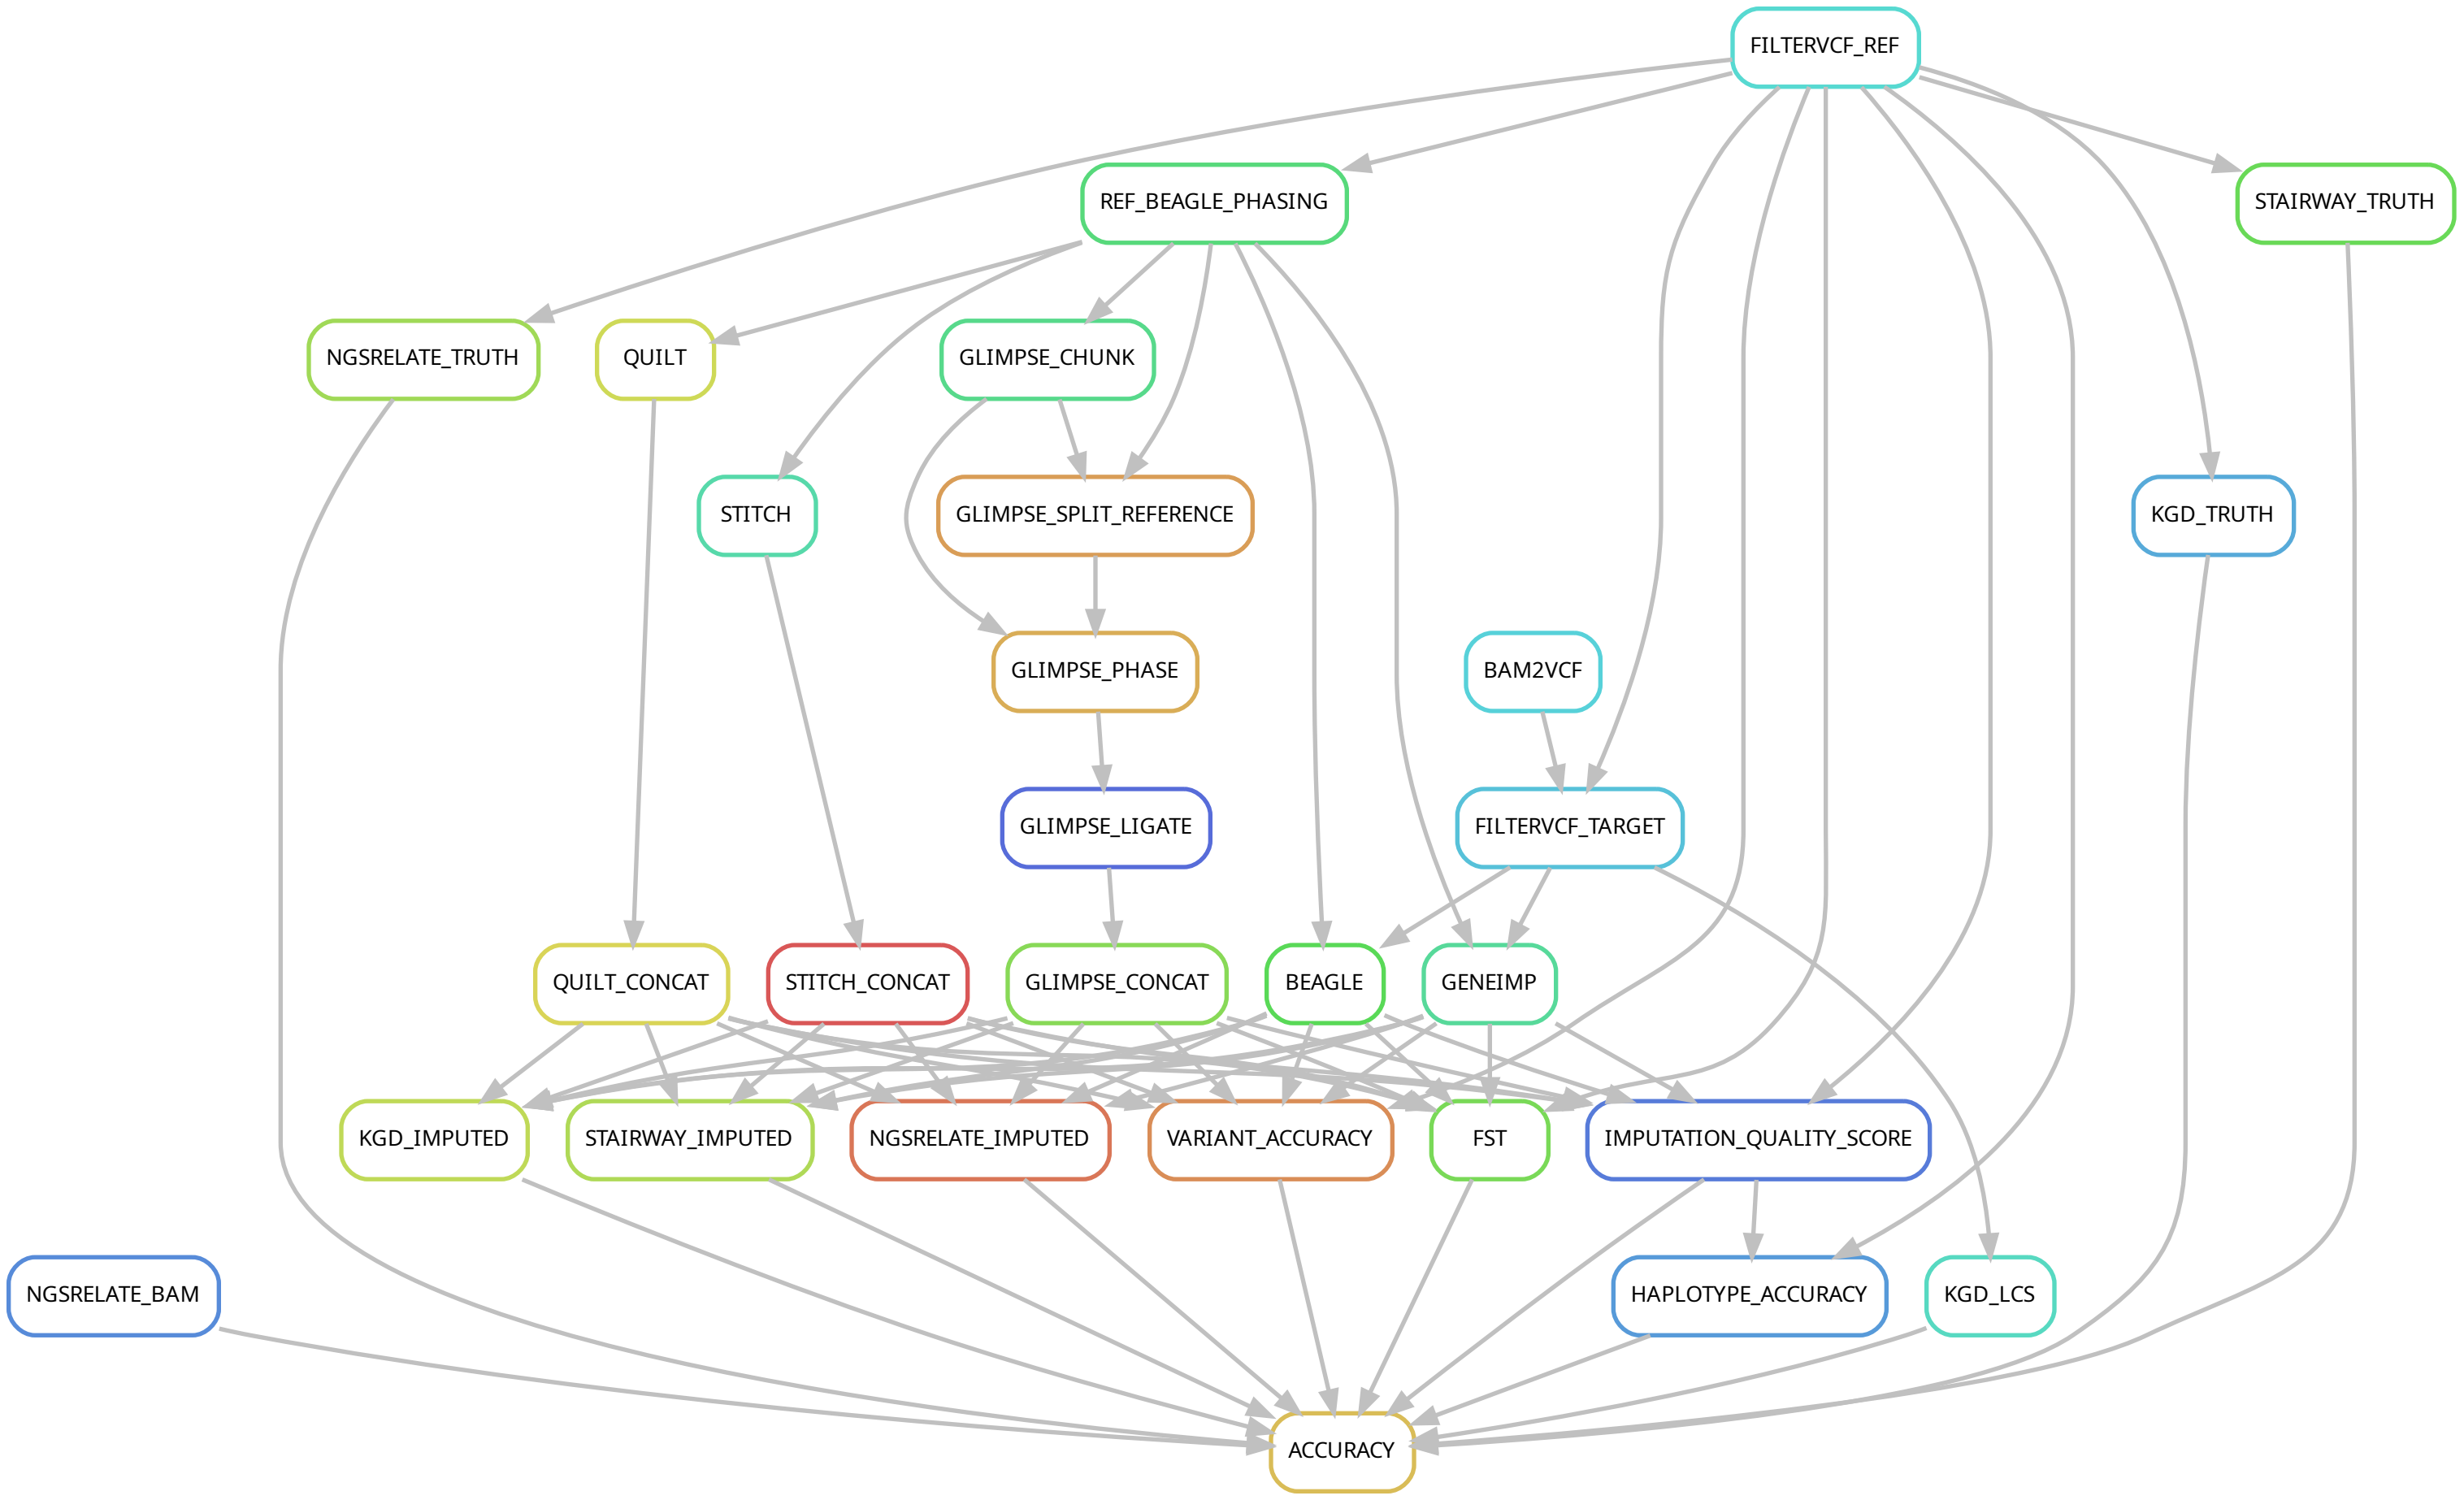 FILTERVCF_REF
REF_BEAGLE_PHASING
STAIRWAY_TRUTH
NGSRELATE_TRUTH
QUILT
GLIMPSE_CHUNK
STITCH
GLIMPSE_SPLIT_REFERENCE
KGD_TRUTH
GLIMPSE_PHASE
BAM2VCF
GLIMPSE_LIGATE
FILTERVCF_TARGET
QUILT_CONCAT
STITCH_CONCAT
GLIMPSE_CONCAT
BEAGLE
GENEIMP
KGD_IMPUTED
STAIRWAY_IMPUTED
NGSRELATE_IMPUTED
VARIANT_ACCURACY
FST
IMPUTATION_QUALITY_SCORE
NGSRELATE_BAM
HAPLOTYPE_ACCURACY
KGD_LCS
ACCURACY